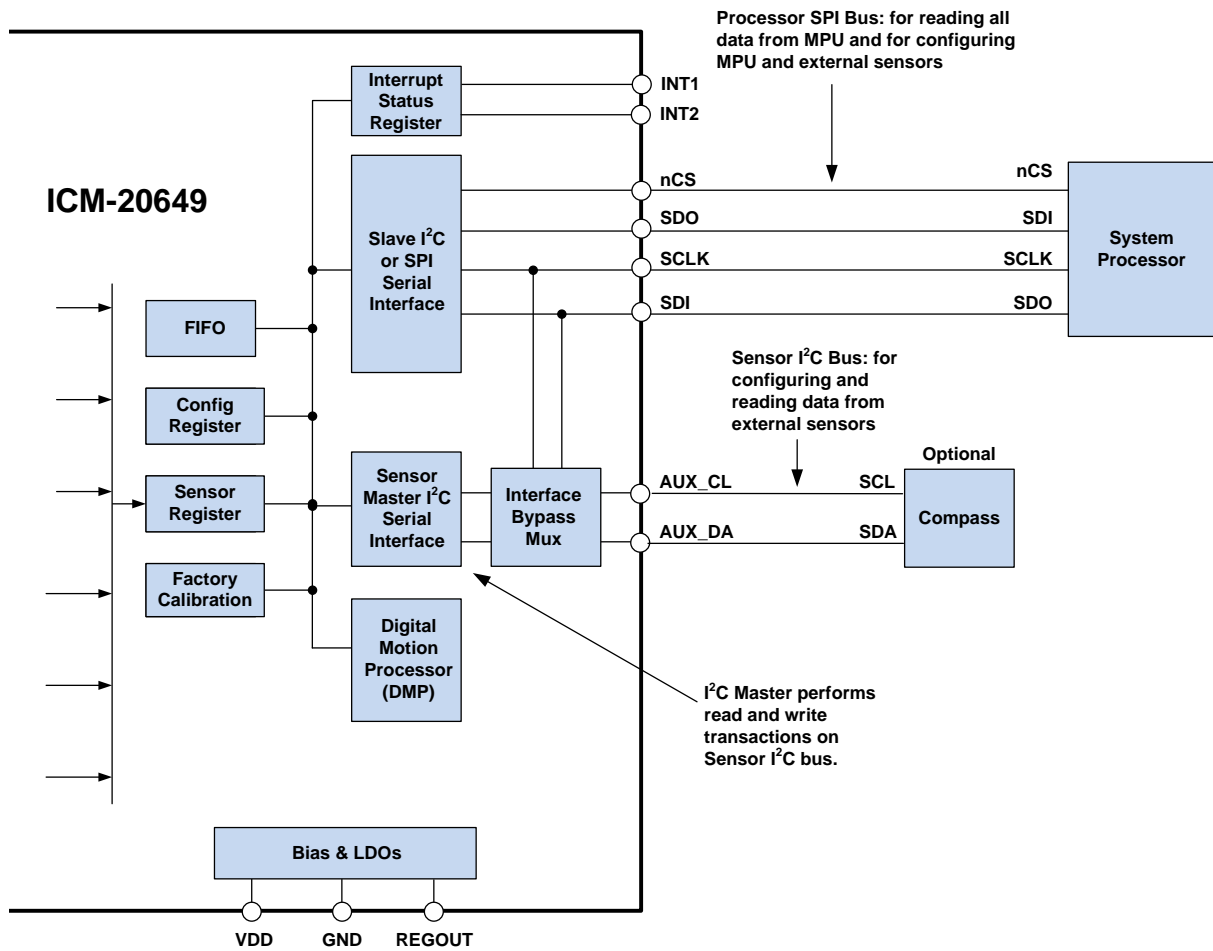 Processor SPI Bus: for reading all
data from MPU and for configuring
MPU and external sensors
Interrupt
Status
Register
INT1
INT2
ICM-20649
Slave I²C
or SPI
Serial
Interface
nCS
SDO
SCLK
SDI
nCS
SDI
SCLK
SDO
System
Processor
FIFO
Config
Register
Sensor
Register
Factory
Calibration
Sensor
Master I²C
Serial
Interface
Interface
Bypass
Mux
Sensor I²C Bus: for
configuring and
reading data from
external sensors
AUX_CL
AUX_DA
SCL
SDA
Optional
Compass
Digital
Motion
Processor
(DMP)
I²C Master performs
read and write
transactions on
Sensor I²C bus.
Bias & LDOs
VDD
GND
REGOUT